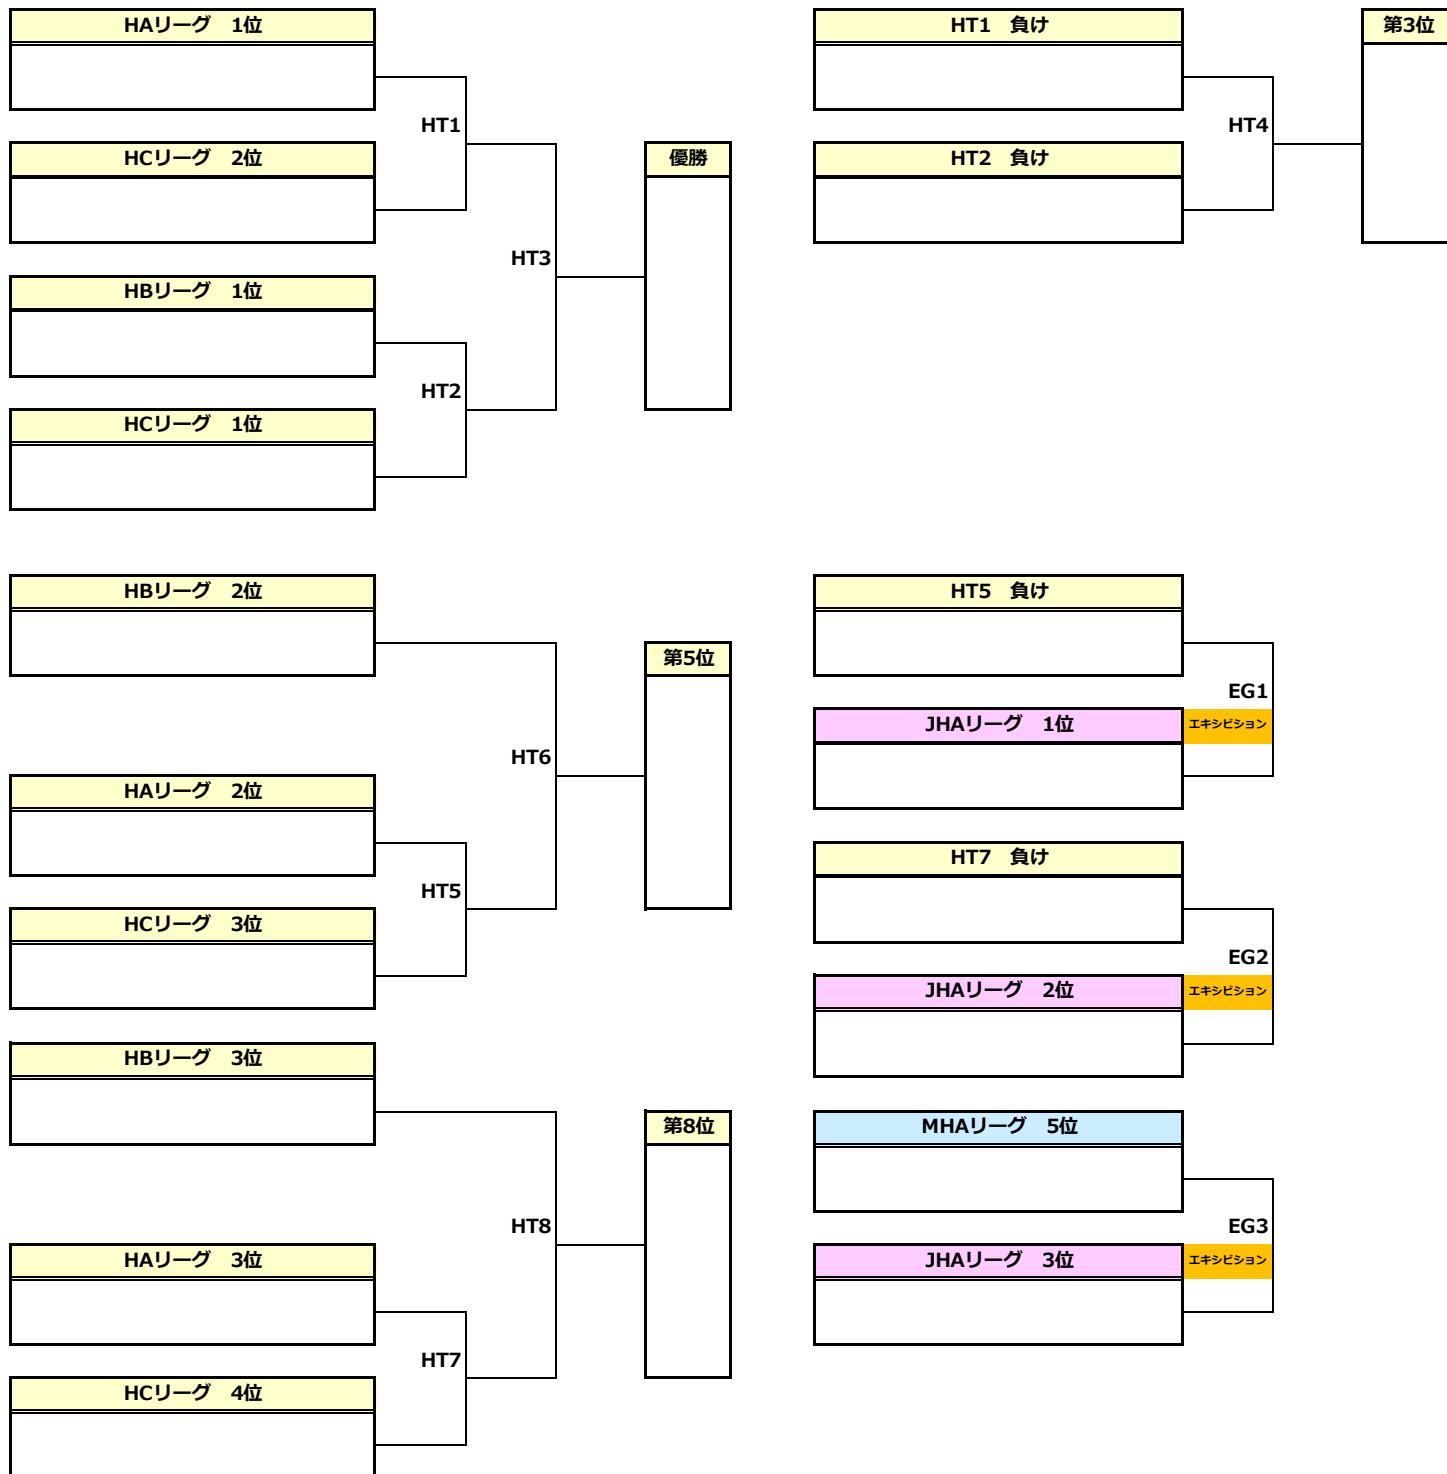 HAリーグ　1位
HT1
HCリーグ　2位
優勝
HT3
HBリーグ　1位
HT2
HCリーグ　1位
HT1　負け
第3位
HT4
HT2　負け
HBリーグ　2位
第5位
HT6
HAリーグ　2位
HT5
HCリーグ　3位
HBリーグ　3位
第8位
HT8
HAリーグ　3位
HT7
HCリーグ　4位
HT5　負け
EG1
JHAリーグ　1位
エキシビション
HT7　負け
EG2
JHAリーグ　2位
エキシビション
MHAリーグ　5位
EG3
JHAリーグ　3位
エキシビション